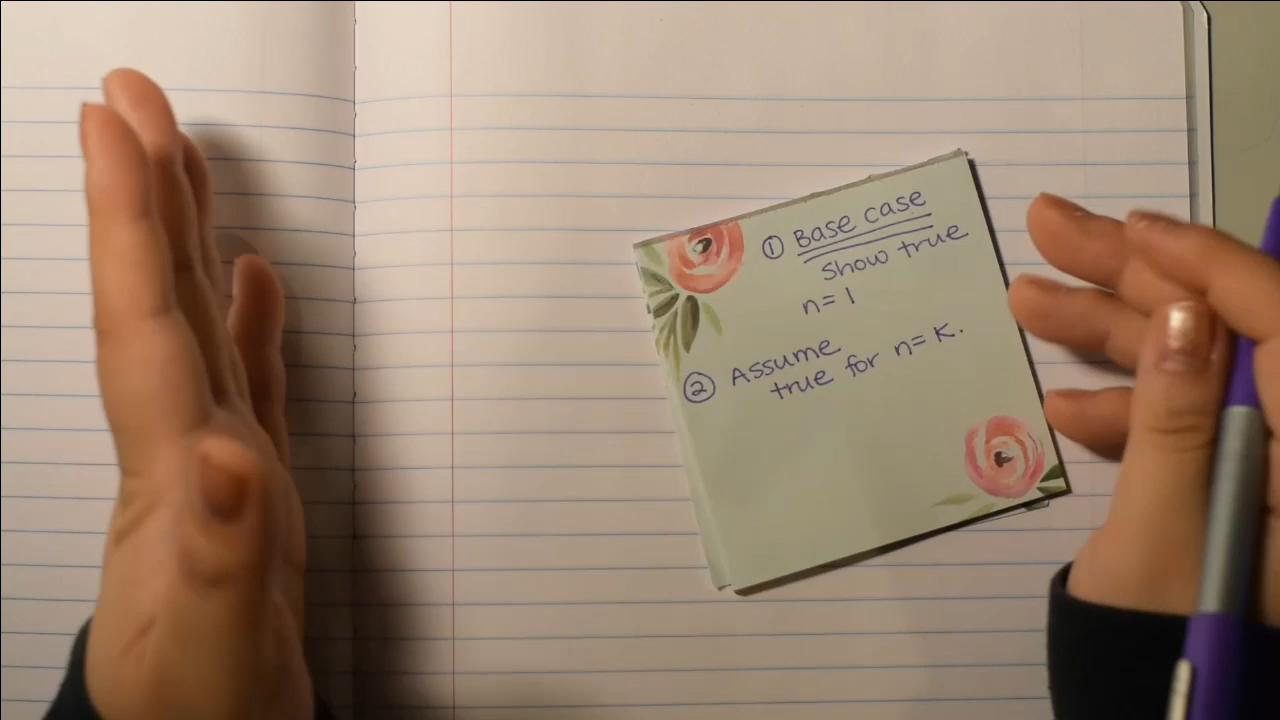 ① Base case
show true
n=1
② Assume
true for n=K.